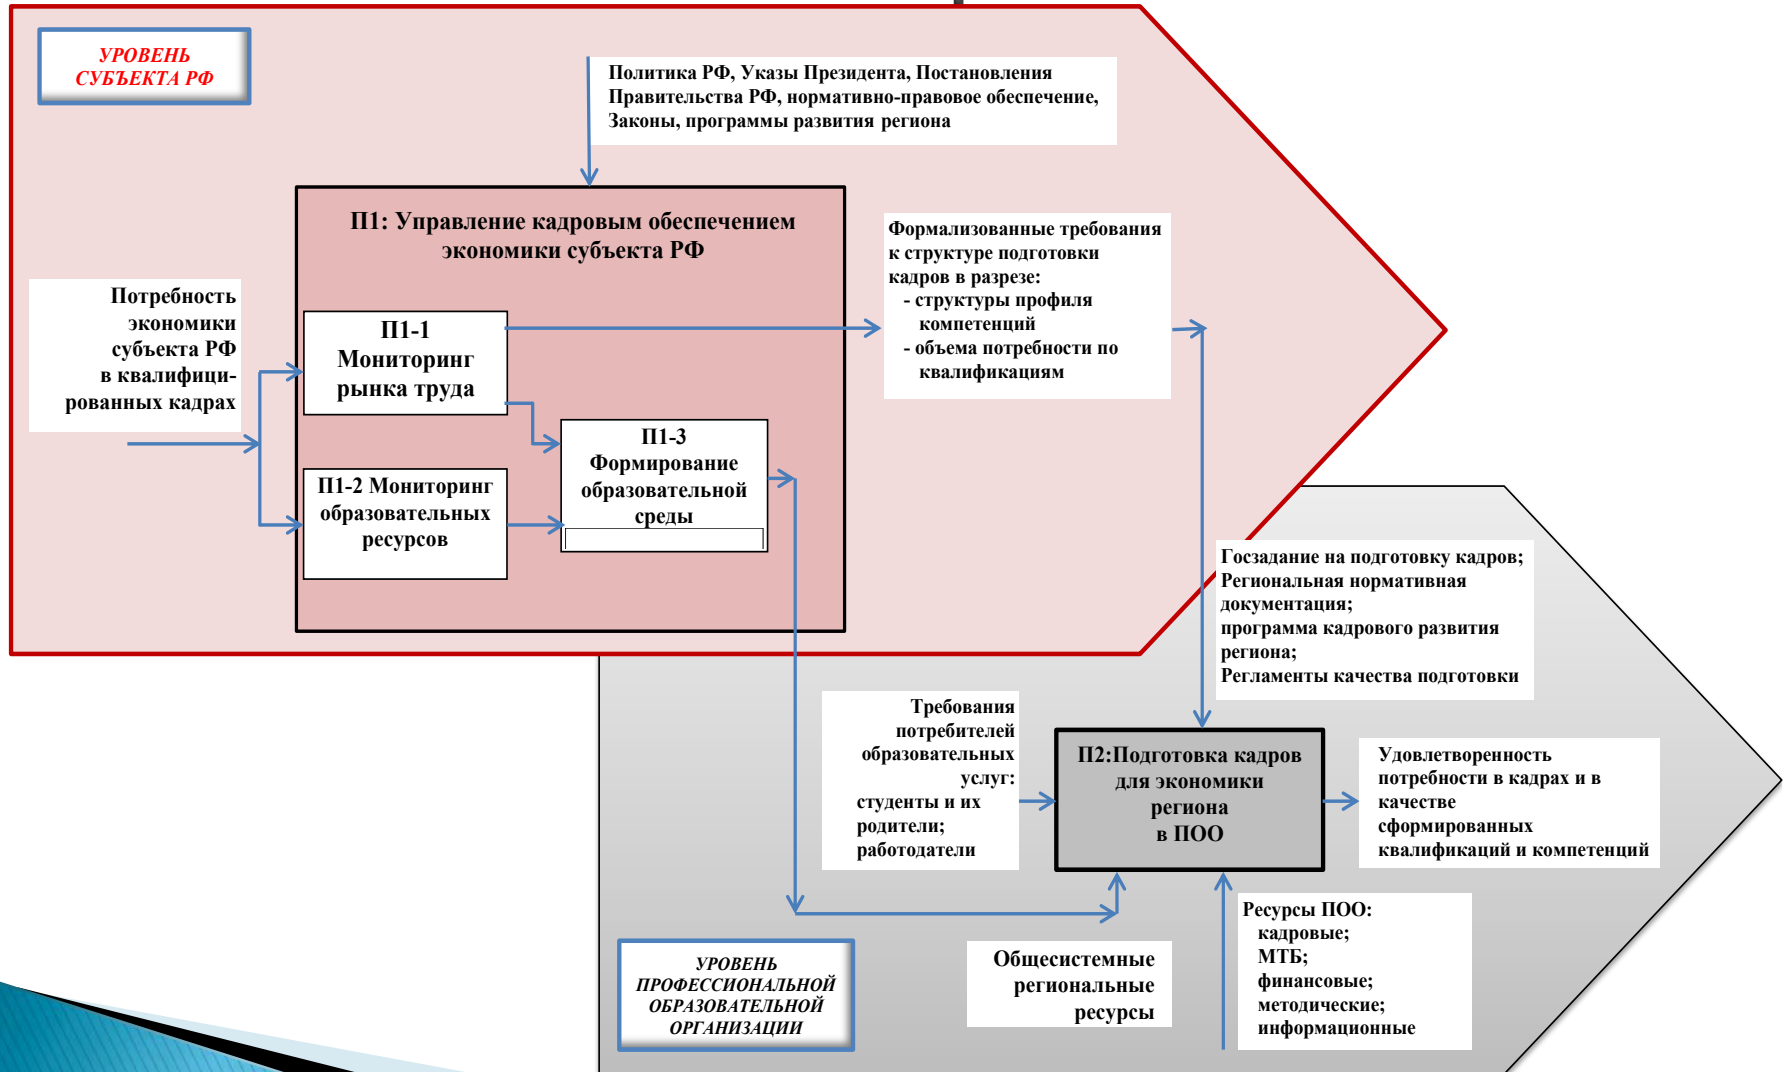 УРОВЕНЬ
СУБЪЕКТА РФ
Политика РФ, Указы Президента, Постановления
Правительства РФ, нормативно-правовое обеспечение,
Законы, программы развития региона
П1: Управление кадровым обеспечением
экономики субъекта РФ
Потребность
экономики
субъекта РФ
в квалифици-
рованных кадрах
П1-1
Мониторинг
рынка труда
П1-2 Мониторинг
образовательных
ресурсов
П1-3
Формирование
образовательной
среды
Формализованные требования
к структуре подготовки
кадров в разрезе:
- структуры профиля
компетенций
- объема потребности по
квалификациям
Госзадание на подготовку кадров;
Региональная нормативная
документация;
программа кадрового развития
региона;
Регламенты качества подготовки
Требования
потребителей
образовательных
услуг:
студенты и их
родители;
работодатели
П2:Подготовка кадров
для экономики
региона
в ПОО
Удовлетворенность
потребности в кадрах и в
качестве
сформированных
квалификаций и компетенций
УРОВЕНЬ
ПРОФЕССИОНАЛЬНОЙ
ОБРАЗОВАТЕЛЬНОЙ
ОРГАНИЗАЦИИ
Общесистемные
региональные
ресурсы
Ресурсы ПОО:
кадровые;
МТБ;
финансовые;
методические;
информационные